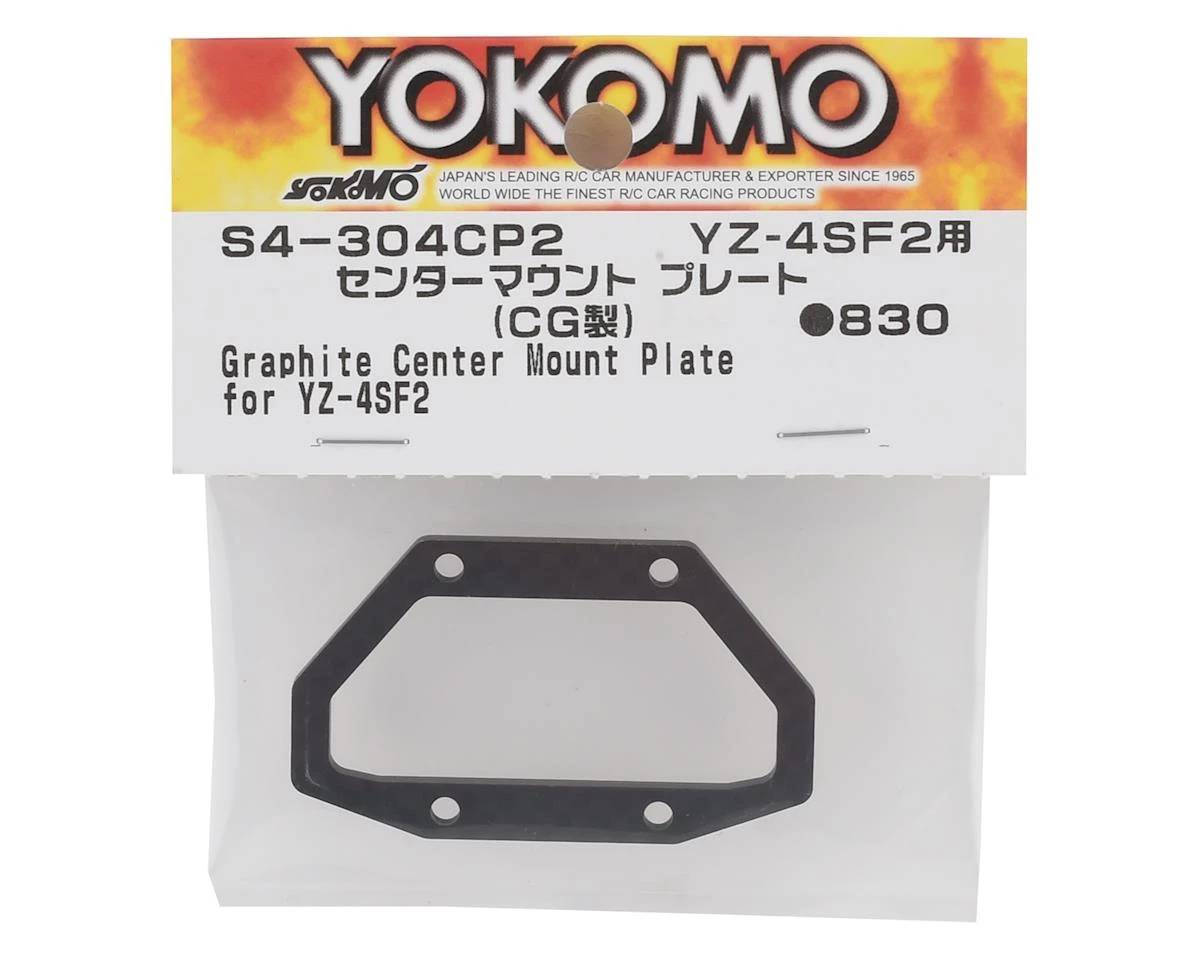 YOKOMO
YOKOMO JAPAN'S LEADING R/C CAR MANUFACTURER & EXPORTER SINCE 1965
WORLD WIDE THE FINEST R/C CAR RACING PRODUCTS
S4-304CP2 YZ-4SF2用
センターマウント プレート
(CG製) ●830
Graphite Center Mount Plate
for YZ-4SF2